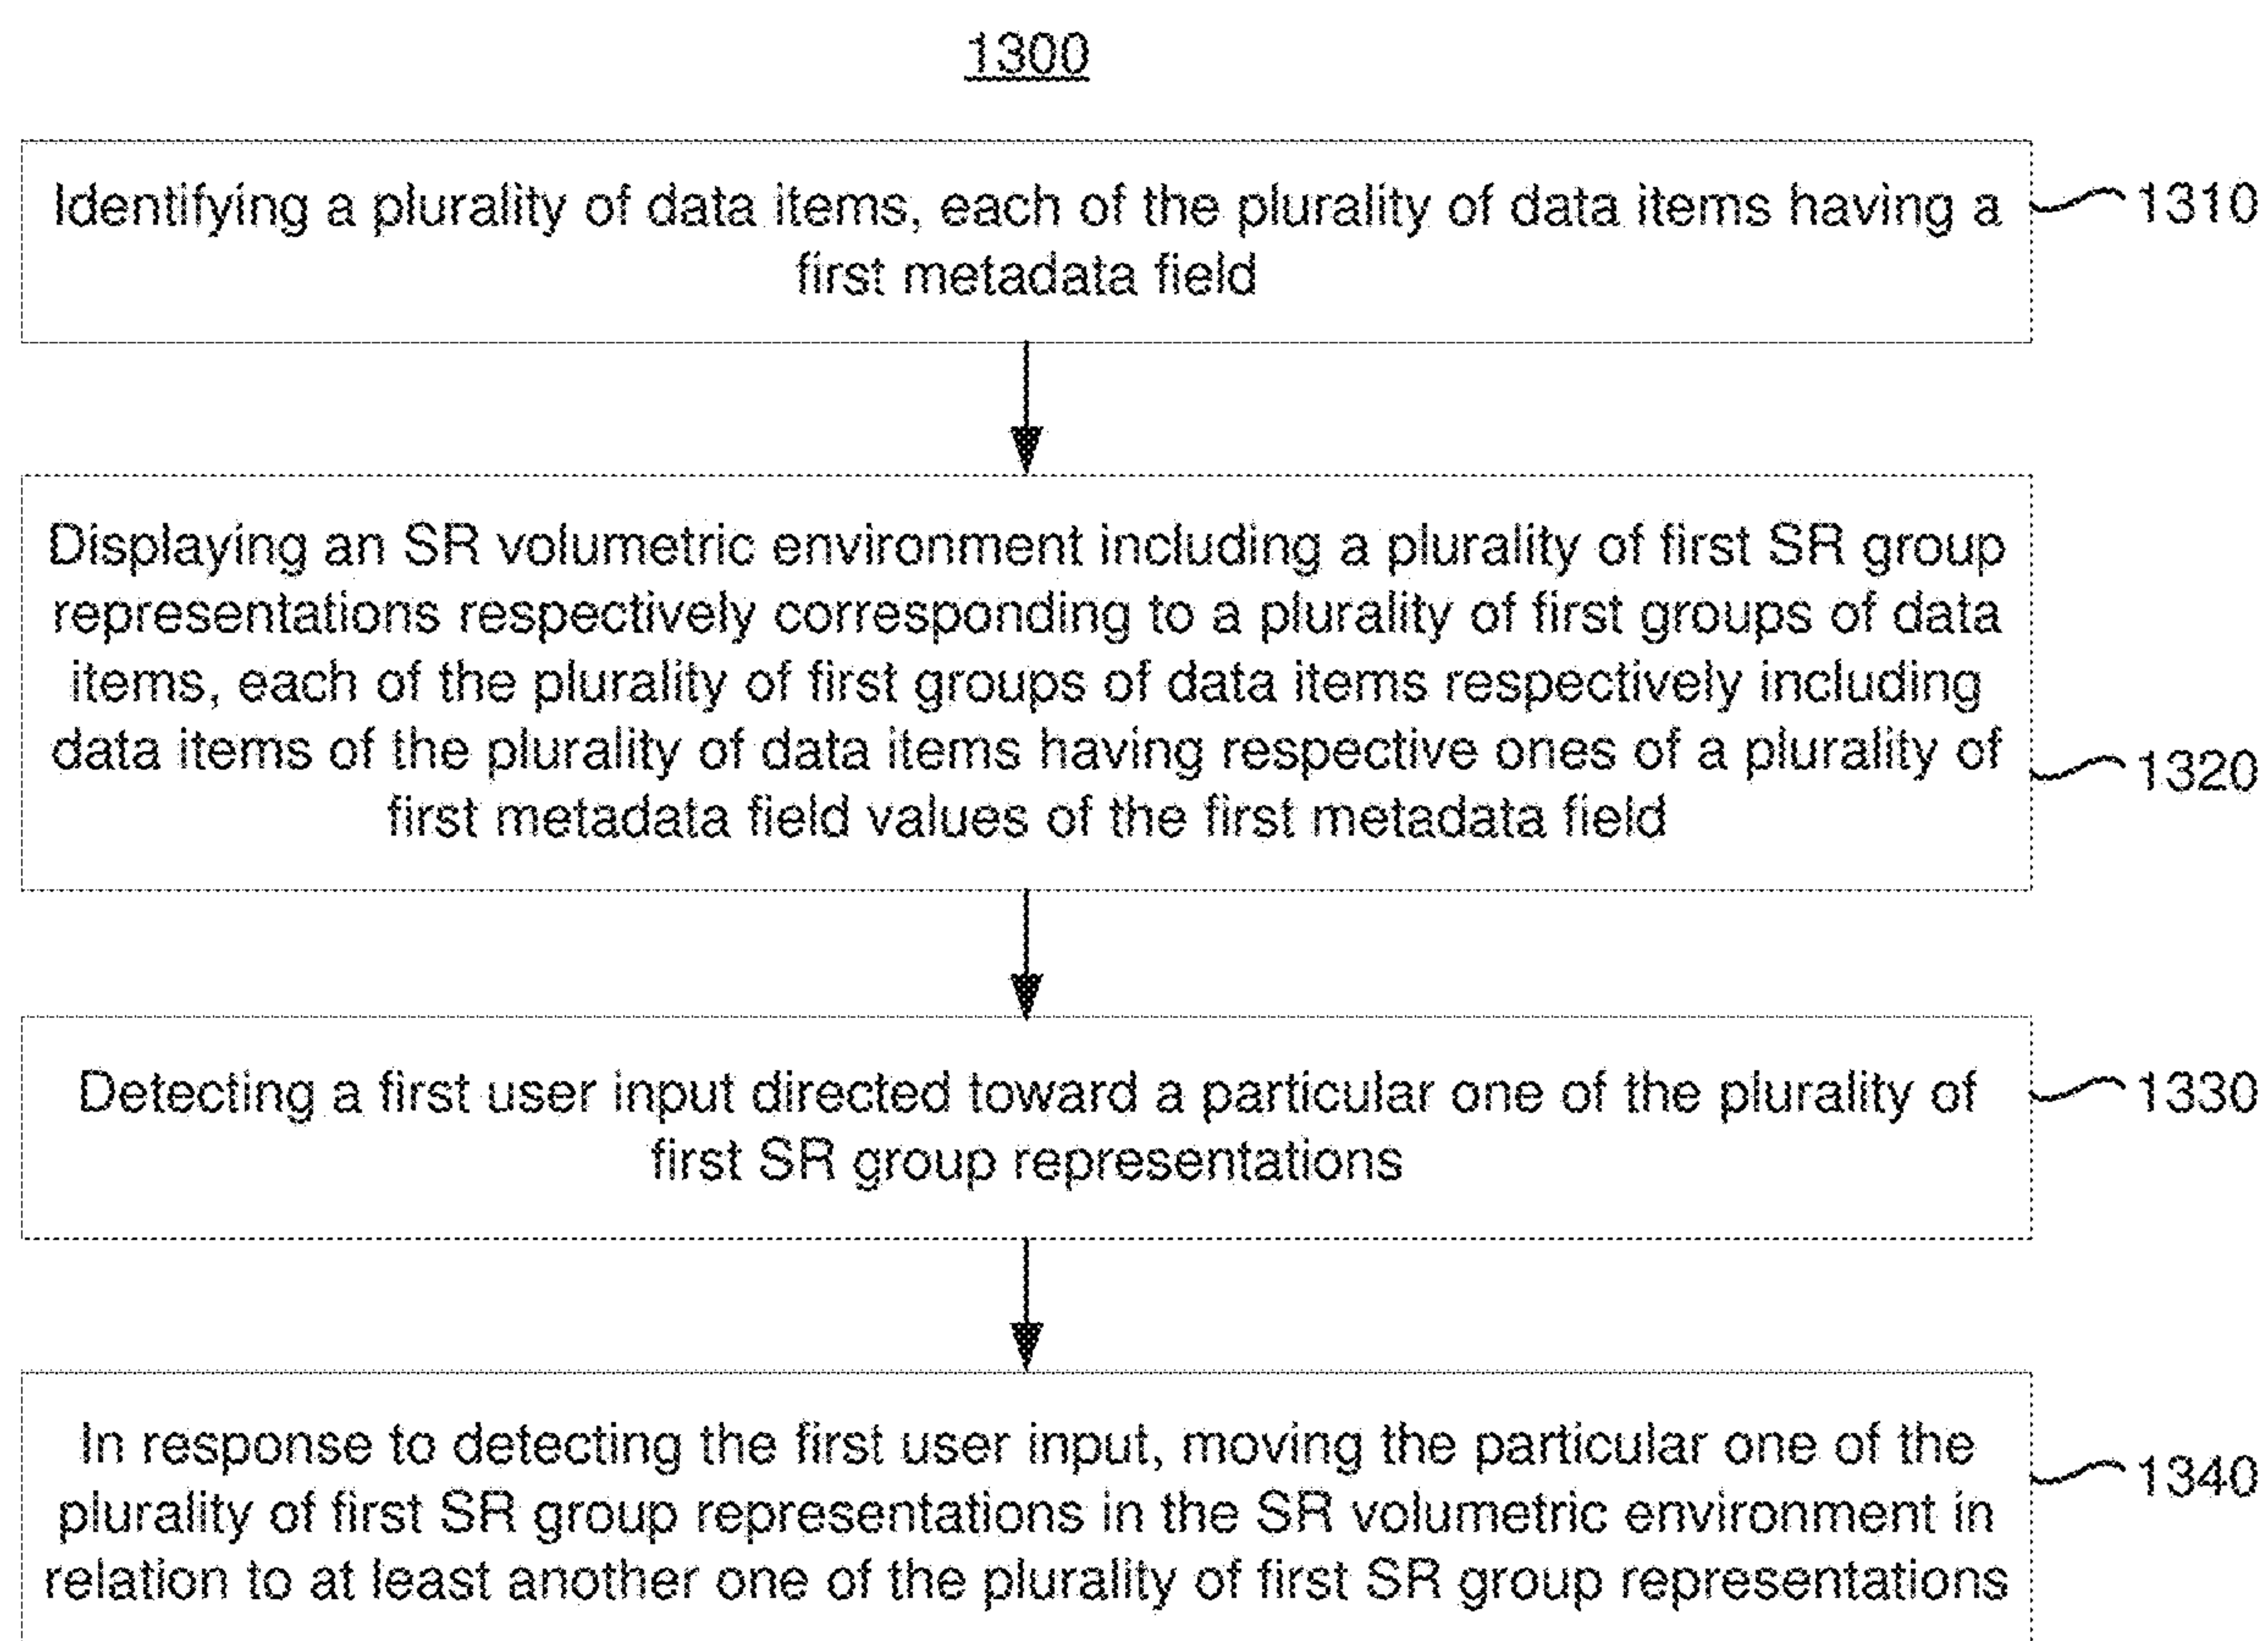 1300
Identifying a plurality of data items, each of the plurality of data items having a
first metadata field
1310
Displaying an SR volumetric environment including a plurality of first SR group
representations respectively corresponding to a plurality of first groups of data
items, each of the plurality of first groups of data items respectively including
data items of the plurality of data items having respective ones of a plurality of
first metadata field values of the first metadata field
1320
Detecting a first user input directed toward a particular one of the plurality of
first SR group representations
1330
In response to detecting the first user input, moving the particular one of the
plurality of first SR group representations in the SR volumetric environment in
relation to at least another one of the plurality of first SR group representations
1340